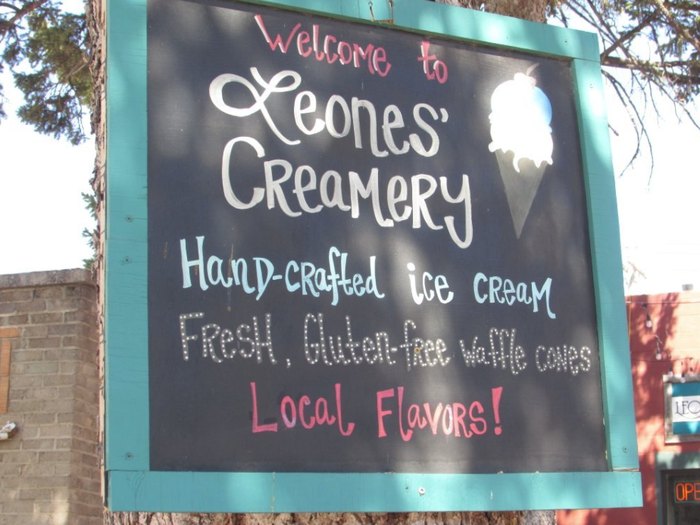 Welcome to
Leones'
Creamery
Hand-crafted ice cream
Fresh, Gluten-free waffle cones
Local Flavors!